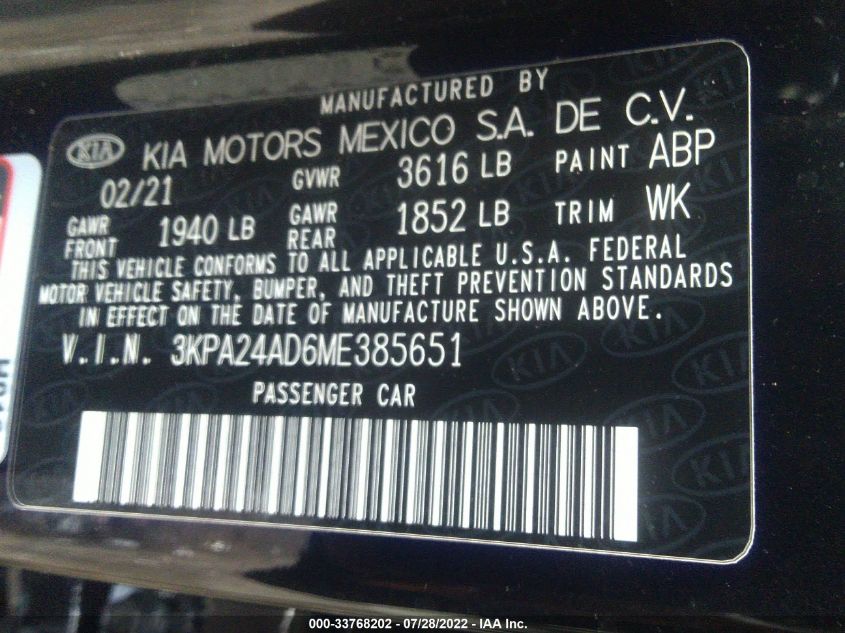 MANUFACTURED BY
KIA KIA MOTORS MEXICO S.A. DE C.V.
02/21 GVWR 3616 LB PAINT ABP
GAWR FRONT 1940 LB GAWR REAR 1852 LB TRIM WK
THIS VEHICLE CONFORMS TO ALL APPLICABLE U.S.A. FEDERAL
MOTOR VEHICLE SAFETY, BUMPER, AND THEFT PREVENTION STANDARDS
IN EFFECT ON THE DATE OF MANUFACTURE SHOWN ABOVE.
V.I.N. 3KPA24AD6ME385651
PASSENGER CAR
000-33768202 - 07/28/2022 - IAA Inc.